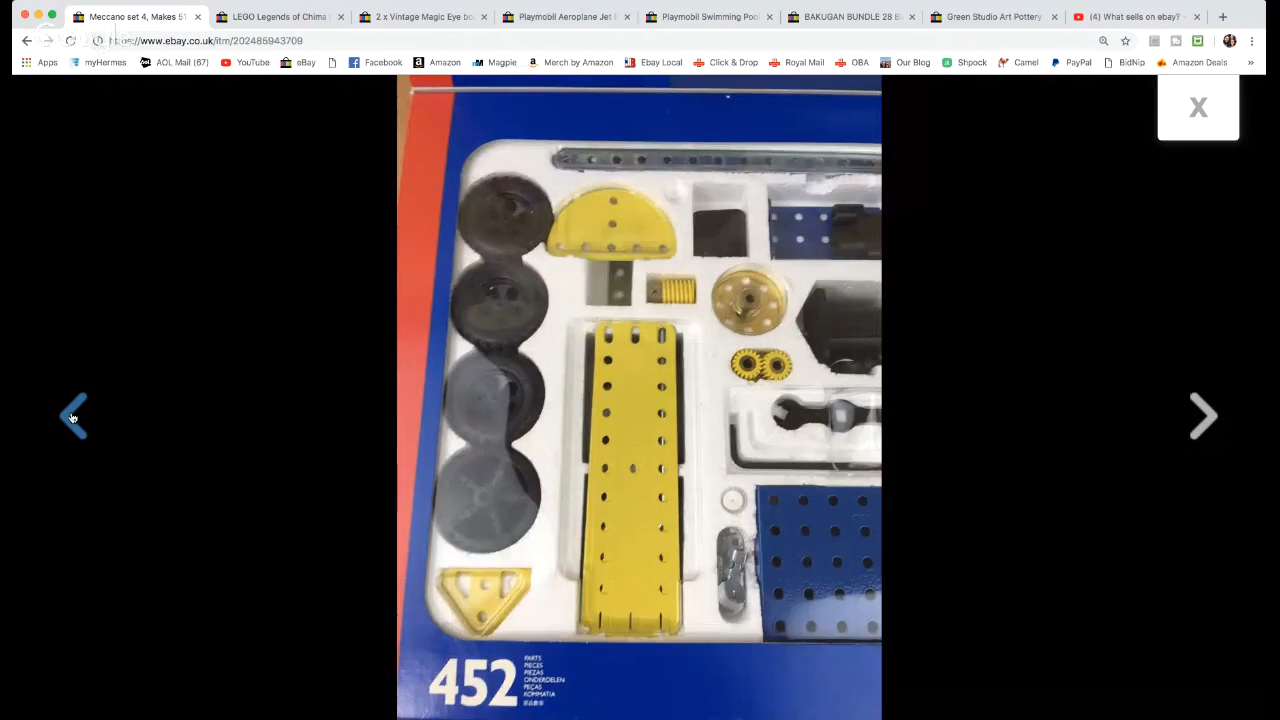 Meccano set 4, Makes 51
LEGO Legends of Chima
2 x Vintage Magic Eye bo
Playmobil Aeroplane Jet
Playmobil Swimming Poo
BAKUGAN BUNDLE 28 B
Green Studio Art Pottery
(4) What sells on ebay? -
https://www.ebay.co.uk/itm/202485943709
Apps
myHermes
AOL Mail (67)
YouTube
eBay
Facebook
Amazon
Magpie
Merch by Amazon
Ebay Local
Click & Drop
Royal Mail
OBA
Our Blog
Shpock
Camel
PayPal
BidNip
Amazon Deals
»
X
452
PARTS
PIECES
PIEZAS
ONDERDELEN
PEÇAS
KOMMATIA